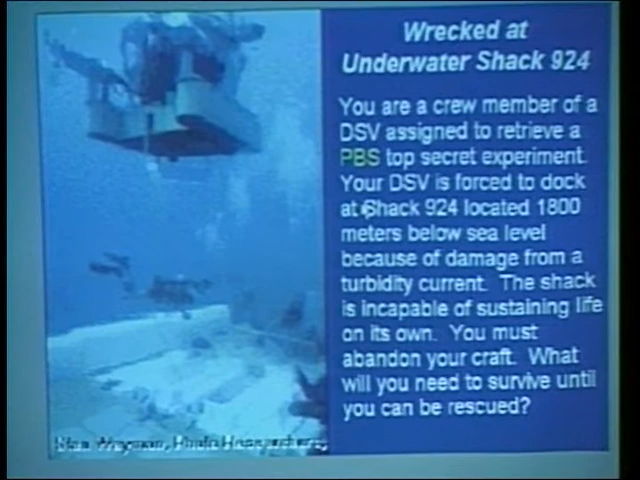 Wrecked at
Underwater Shack 924
You are a crew member of a
DSV assigned to retrieve a
PBS top secret experiment.
Your DSV is forced to dock
at Shack 924 located 1800
meters below sea level
because of damage from a
turbidity current. The shack
is incapable of sustaining life
on its own. You must
abandon your craft. What
will you need to survive until
you can be rescued?